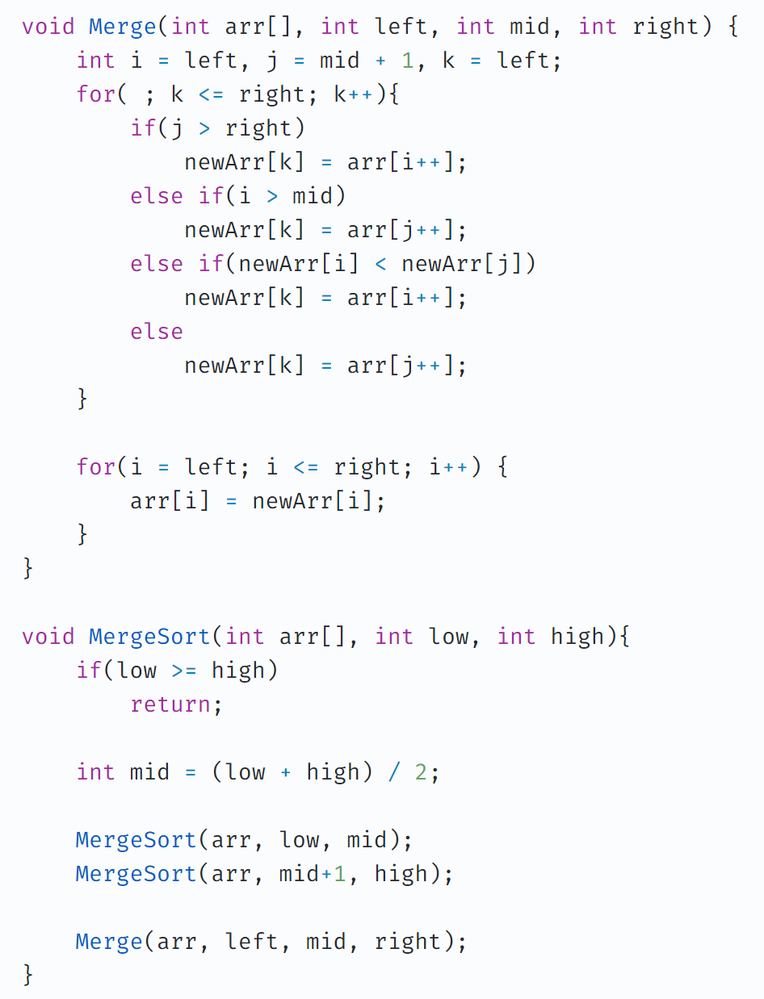 void Merge(int arr[], int left, int mid, int right) {
    int i = left, j = mid + 1, k = left;
    for( ; k <= right; k++){
        if(j > right)
            newArr[k] = arr[i++];
        else if(i > mid)
            newArr[k] = arr[j++];
        else if(newArr[i] < newArr[j])
            newArr[k] = arr[i++];
        else
            newArr[k] = arr[j++];
    }

    for(i = left; i <= right; i++) {
        arr[i] = newArr[i];
    }
}

void MergeSort(int arr[], int low, int high){
    if(low >= high)
        return;

    int mid = (low + high) / 2;

    MergeSort(arr, low, mid);
    MergeSort(arr, mid+1, high);

    Merge(arr, left, mid, right);
}